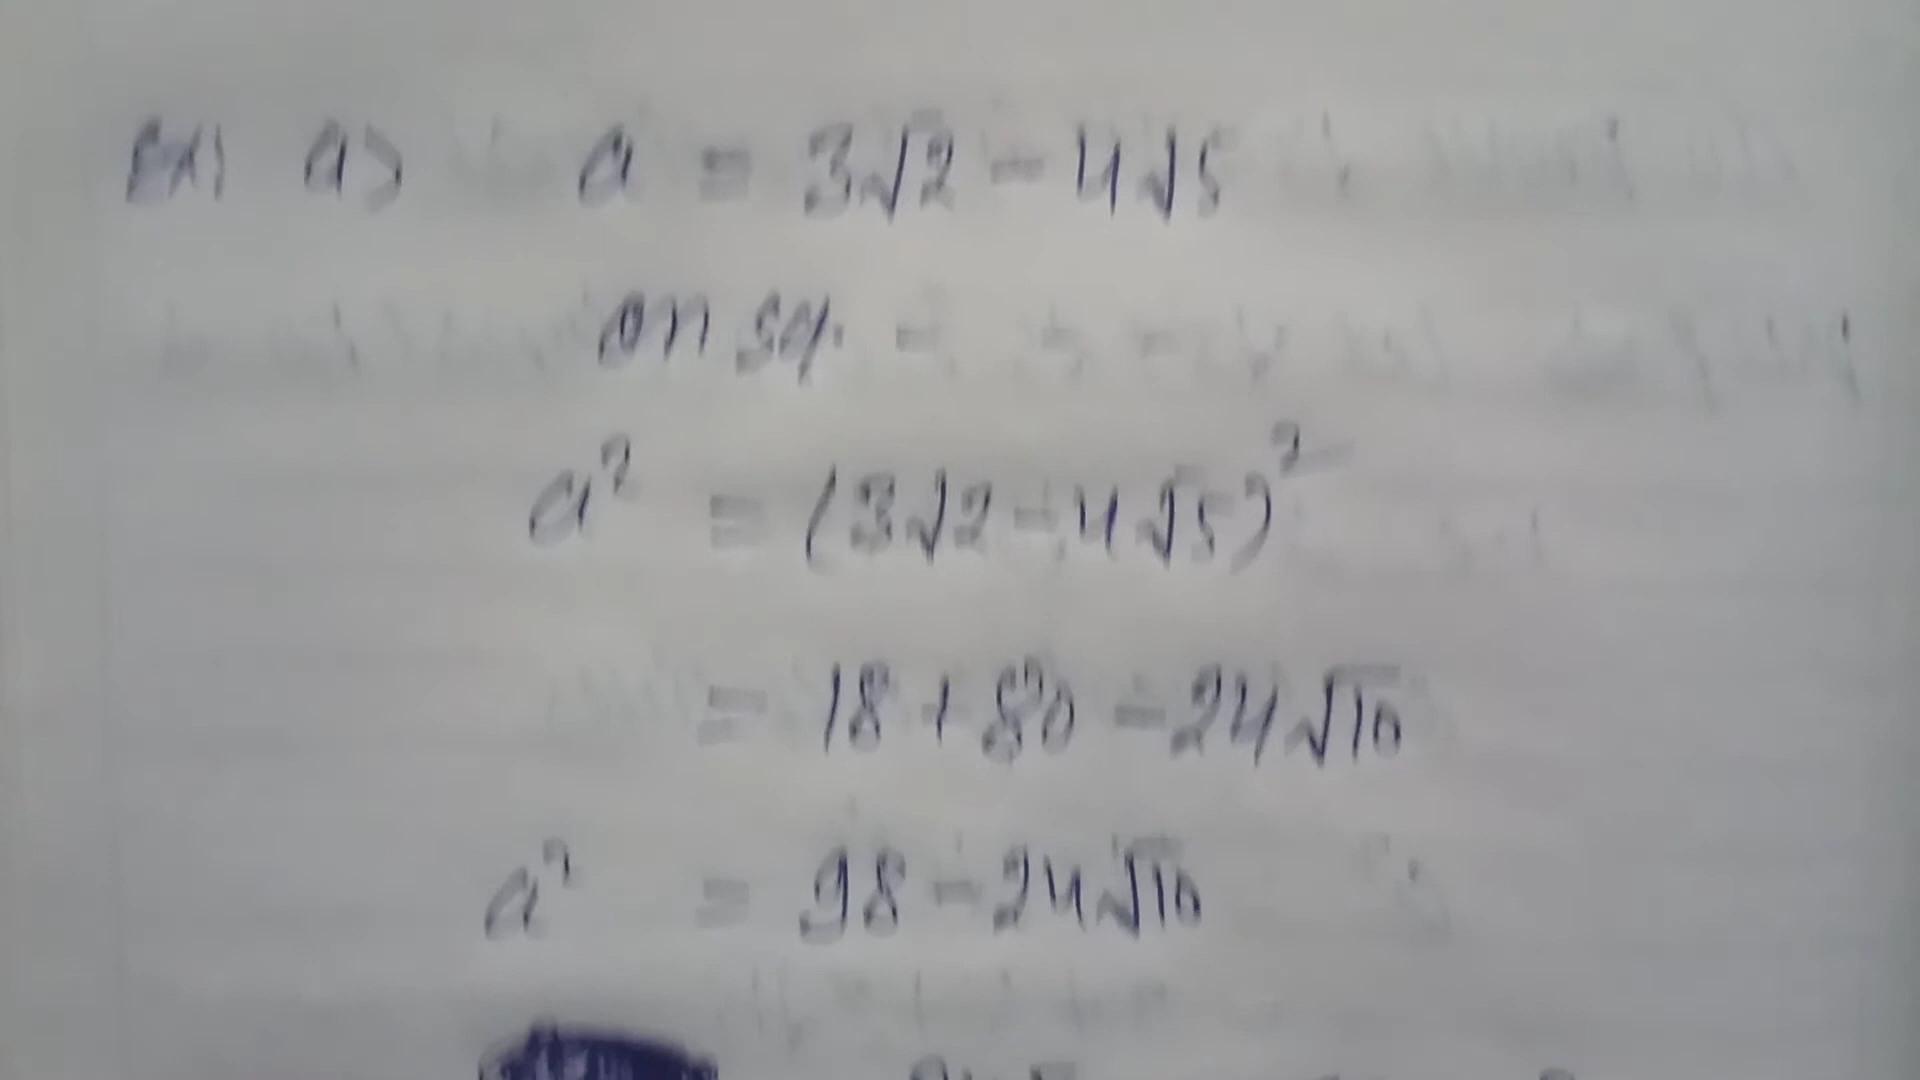 a) a = 3√2 - 4√5
on sq.
a² = (3√2 - 4√5)²
= 18 + 80 - 24√10
a² = 98 - 24√10